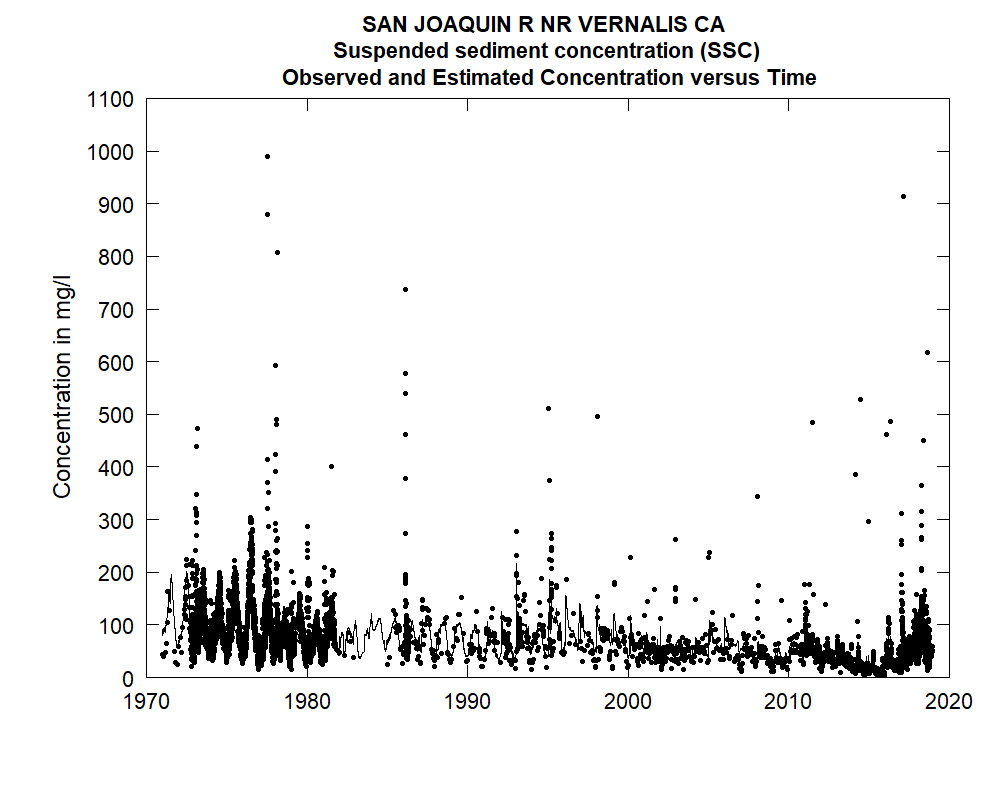 SAN JOAQUIN R NR VERNALIS CA
Suspended sediment concentration (SSC)
Observed and Estimated Concentration versus Time
Concentration in mg/l
1100
1000
900
800
700
600
500
400
300
200
100
0
1970 1980 1990 2000 2010 2020